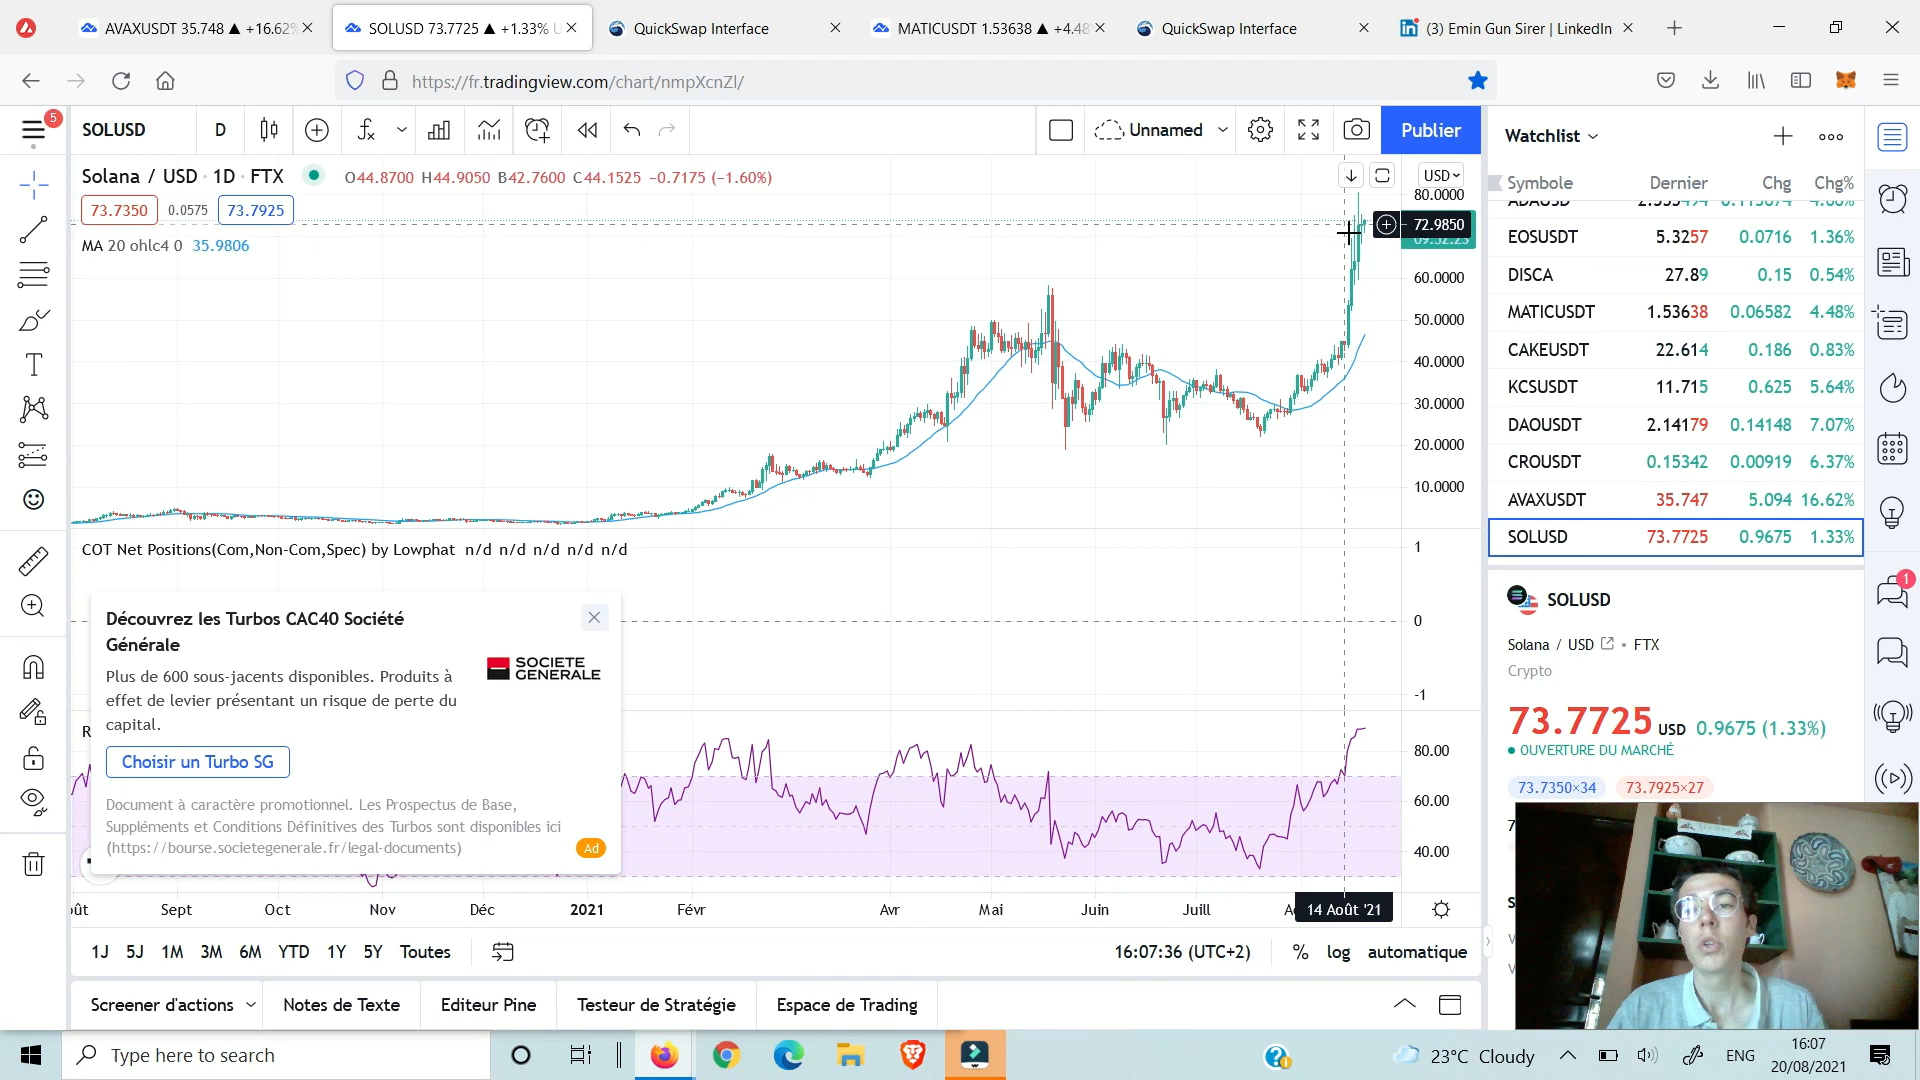 AVAXUSDT 35.748 ▲ +16.62%
SOLUSD 73.7725 ▲ +1.33% U
QuickSwap Interface
MATICUSDT 1.53638 ▲ +4.48
QuickSwap Interface
(3) Emin Gun Sirer | LinkedIn
https://fr.tradingview.com/chart/nmpXcnZl/
5
SOLUSD
D
Unnamed
Publier
Solana / USD · 1D · FTX
O44.8700 H44.9050 B42.7600 C44.1525 −0.7175 (−1.60%)
73.7350 0.0575 73.7925
MA 20 ohlc4 0 35.9806
USD
80.0000
72.9850
09:52:23
60.0000
50.0000
40.0000
30.0000
20.0000
10.0000
COT Net Positions(Com,Non-Com,Spec) by Lowphat n/d n/d n/d n/d n/d
1
0
-1
Découvrez les Turbos CAC40 Société
Générale
SOCIETE
GENERALE
Plus de 600 sous-jacents disponibles. Produits à
effet de levier présentant un risque de perte du
capital.
Choisir un Turbo SG
Document à caractère promotionnel. Les Prospectus de Base,
Suppléments et Conditions Définitives des Turbos sont disponibles ici
(https://bourse.societegenerale.fr/legal-documents)
Ad
R
80.00
60.00
40.00
ût Sept Oct Nov Déc 2021 Févr Avr Mai Juin Juill A 14 Août '21
1J 5J 1M 3M 6M YTD 1Y 5Y Toutes
16:07:36 (UTC+2) % log automatique
Screener d'actions Notes de Texte Editeur Pine Testeur de Stratégie Espace de Trading
Watchlist
Symbole Dernier Chg Chg%
ADAUSD 2.555494 0.115074 4.66%
EOSUSDT 5.3257 0.0716 1.36%
DISCA 27.89 0.15 0.54%
MATICUSDT 1.53638 0.06582 4.48%
CAKEUSDT 22.614 0.186 0.83%
KCSUSDT 11.715 0.625 5.64%
DAOUSDT 2.14179 0.14148 7.07%
CROUSDT 0.15342 0.00919 6.37%
AVAXUSDT 35.747 5.094 16.62%
SOLUSD 73.7725 0.9675 1.33%
SOLUSD
Solana / USD • FTX
Crypto
73.7725 USD 0.9675 (1.33%)
OUVERTURE DU MARCHÉ
73.7350×34 73.7925×27
7
S
V
V
1
Type here to search
23°C Cloudy
ENG
16:07
20/08/2021